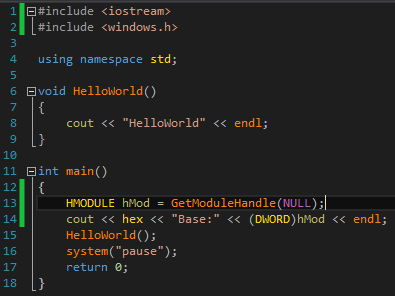 1 #include <iostream>
2 #include <windows.h>
3
4 using namespace std;
5
6 void HelloWorld()
7 {
8     cout << "HelloWorld" << endl;
9 }
10
11 int main()
12 {
13     HMODULE hMod = GetModuleHandle(NULL);
14     cout << hex << "Base:" << (DWORD)hMod << endl;
15     HelloWorld();
16     system("pause");
17     return 0;
18 }